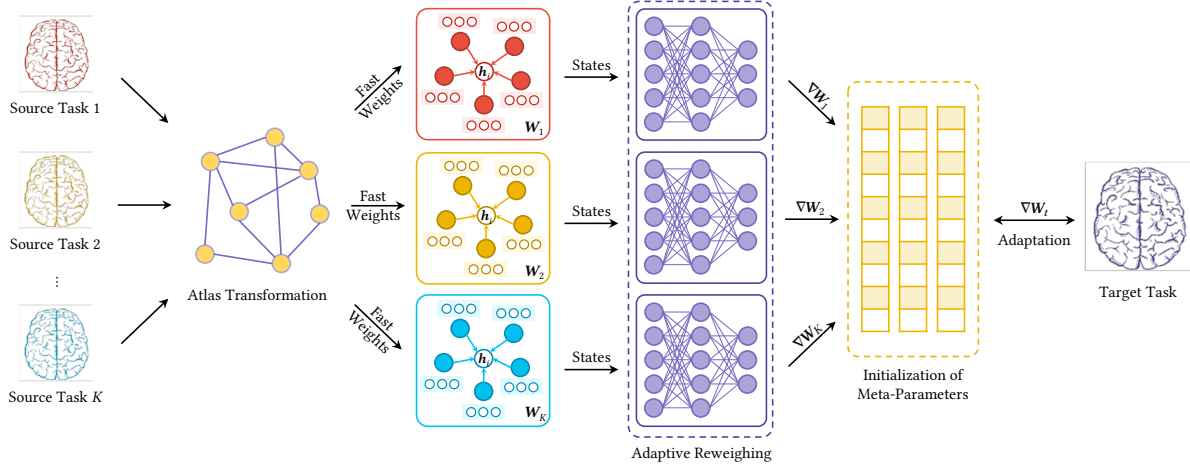 Source Task 1
Source Task 2
⋮
Source Task K
Atlas Transformation
Fast
Weights
Fast
Weights
Fast
Weights
h_i
W_1
h_i
W_2
h_i
W_K
States
States
States
Adaptive Reweighing
∇W_1
∇W_2
∇W_K
Initialization of
Meta-Parameters
∇W_t
Adaptation
Target Task